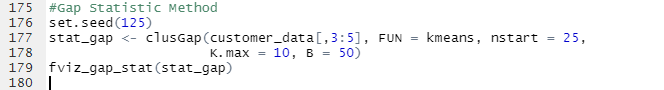 175 #Gap Statistic Method
176 set.seed(125)
177 stat_gap <- clusGap(customer_data[,3:5], FUN = kmeans, nstart = 25,
178 K.max = 10, B = 50)
179 fviz_gap_stat(stat_gap)
180